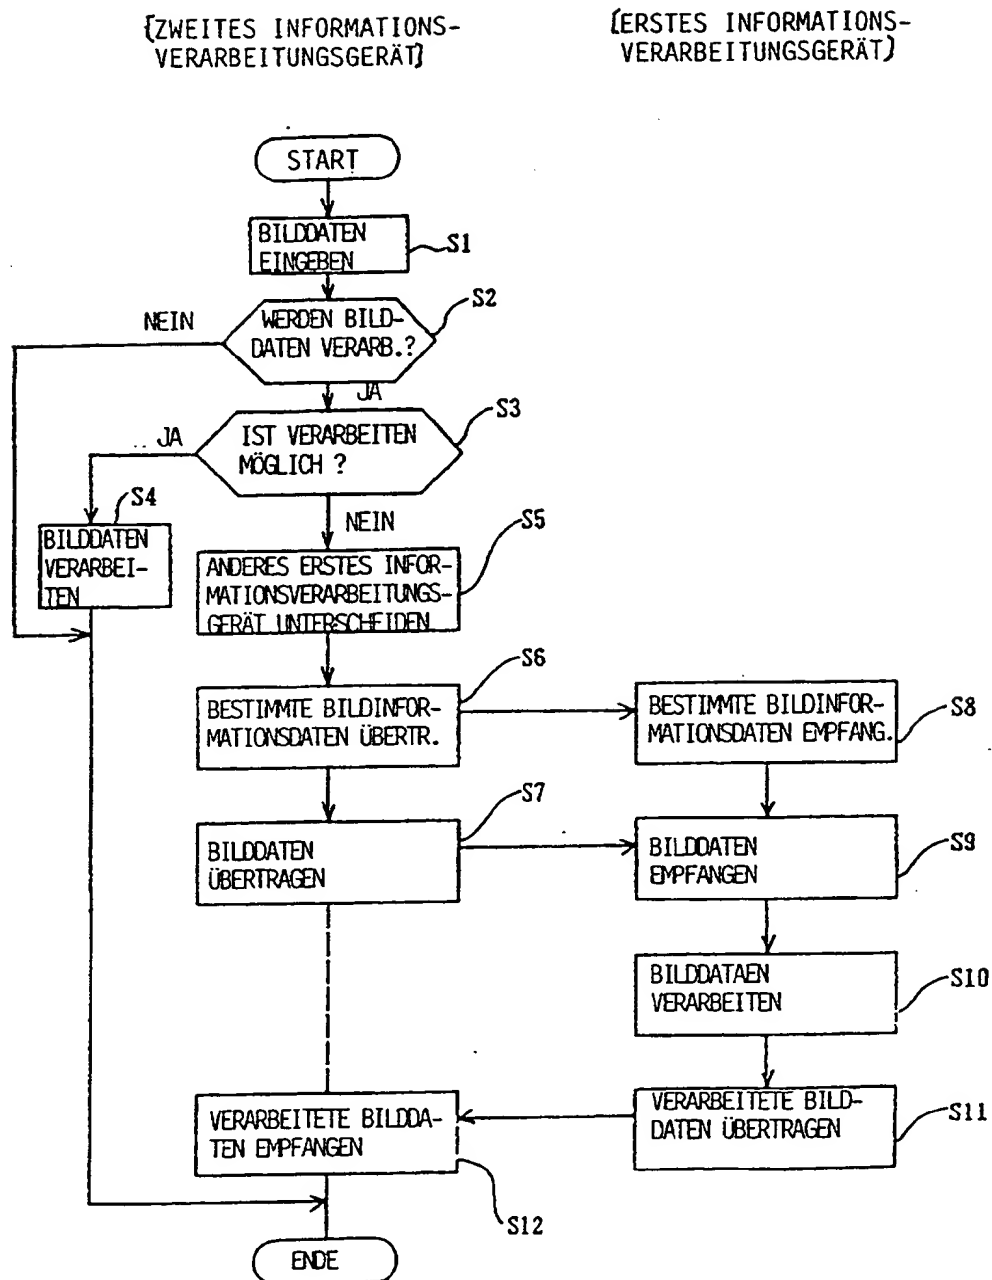 {ZWEITES INFORMATIONS-
VERARBEITUNGSGERÄT}
[ERSTES INFORMATIONS-
VERARBEITUNGSGERÄT)
START
BILDDATEN
EINGEBEN
S1
WERDEN BILD-
DATEN VERARB.?
S2
NEIN
JA
IST VERARBEITEN
MÖGLICH ?
S3
JA
NEIN
S4
BILDDATEN
VERARBEI-
TEN
S5
ANDERES ERSTES INFOR-
MATIONSVERARBEITUNGS-
GERÄT UNTERSCHEIDEN
S6
BESTIMMTE BILDINFOR-
MATIONSDATEN ÜBERTR.
BESTIMMTE BILDINFOR-
MATIONSDATEN EMPFANG.
S8
S7
BILDDATEN
ÜBERTRAGEN
BILDDATEN
EMPFANGEN
S9
BILDDATAEN
VERARBEITEN
S10
VERARBEITETE BILD-
DATEN ÜBERTRAGEN
S11
VERARBEITETE BILDDA-
TEN EMPFANGEN
S12
ENDE